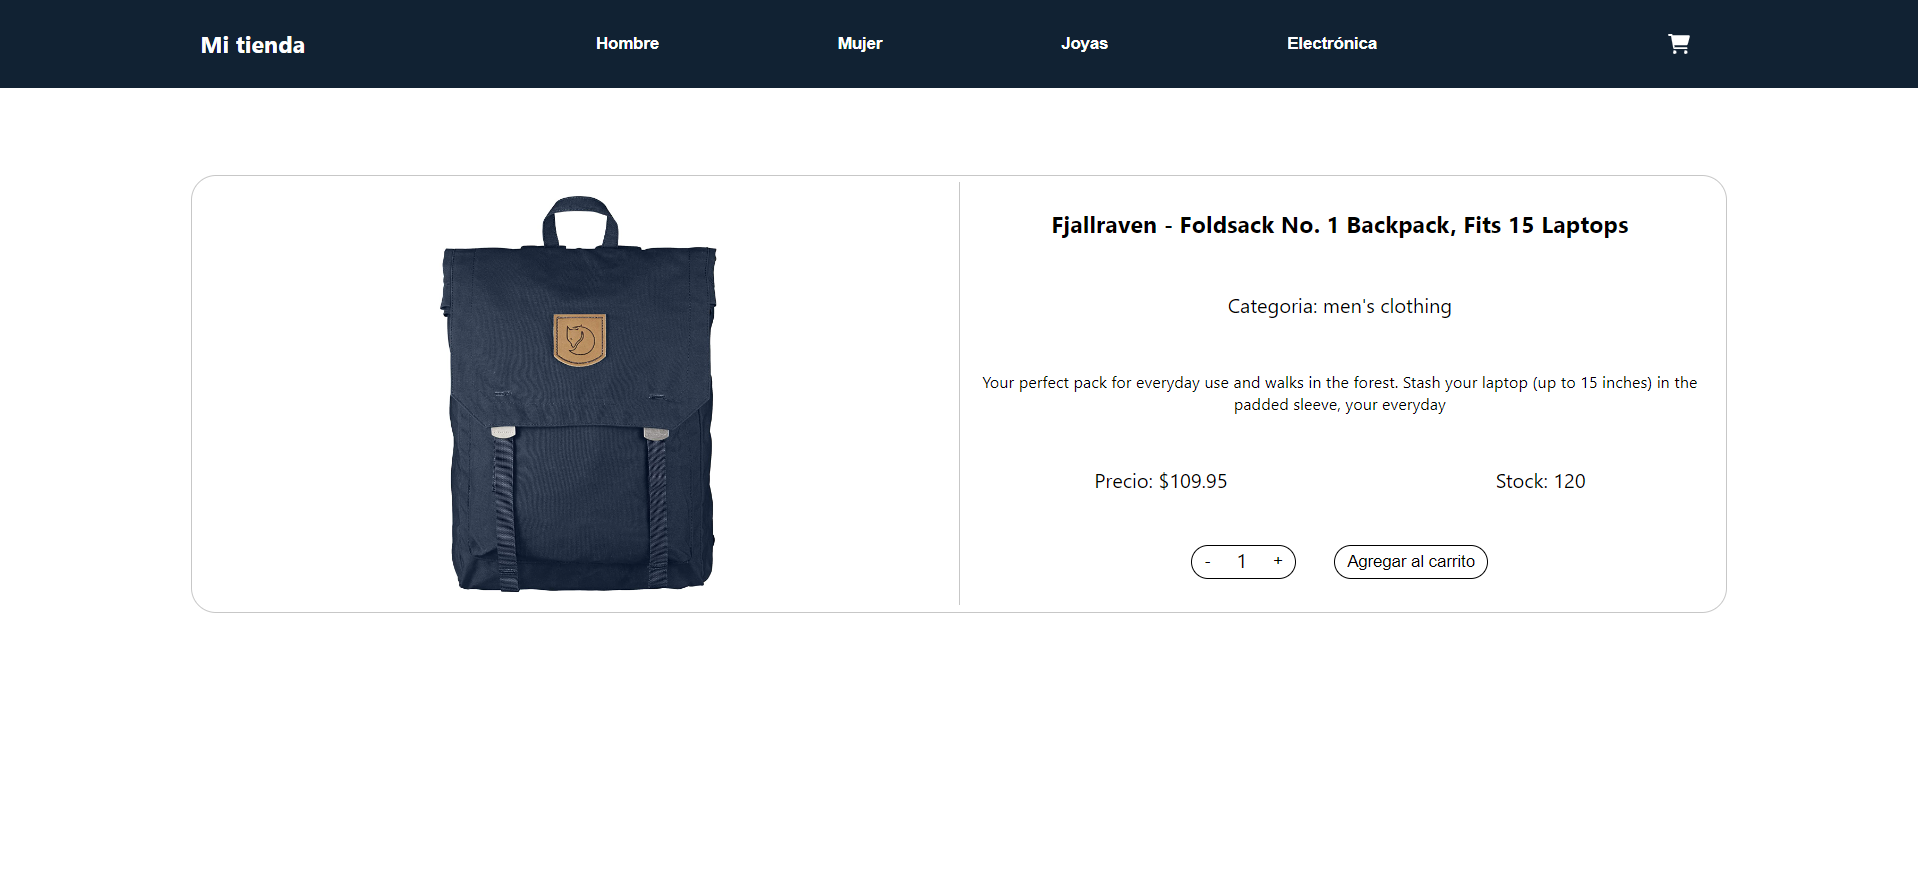 Mi tienda
Hombre
Mujer
Joyas
Electrónica
Fjallraven - Foldsack No. 1 Backpack, Fits 15 Laptops
Categoria: men's clothing
Your perfect pack for everyday use and walks in the forest. Stash your laptop (up to 15 inches) in the
padded sleeve, your everyday
Precio: $109.95
Stock: 120
- 1 +
Agregar al carrito